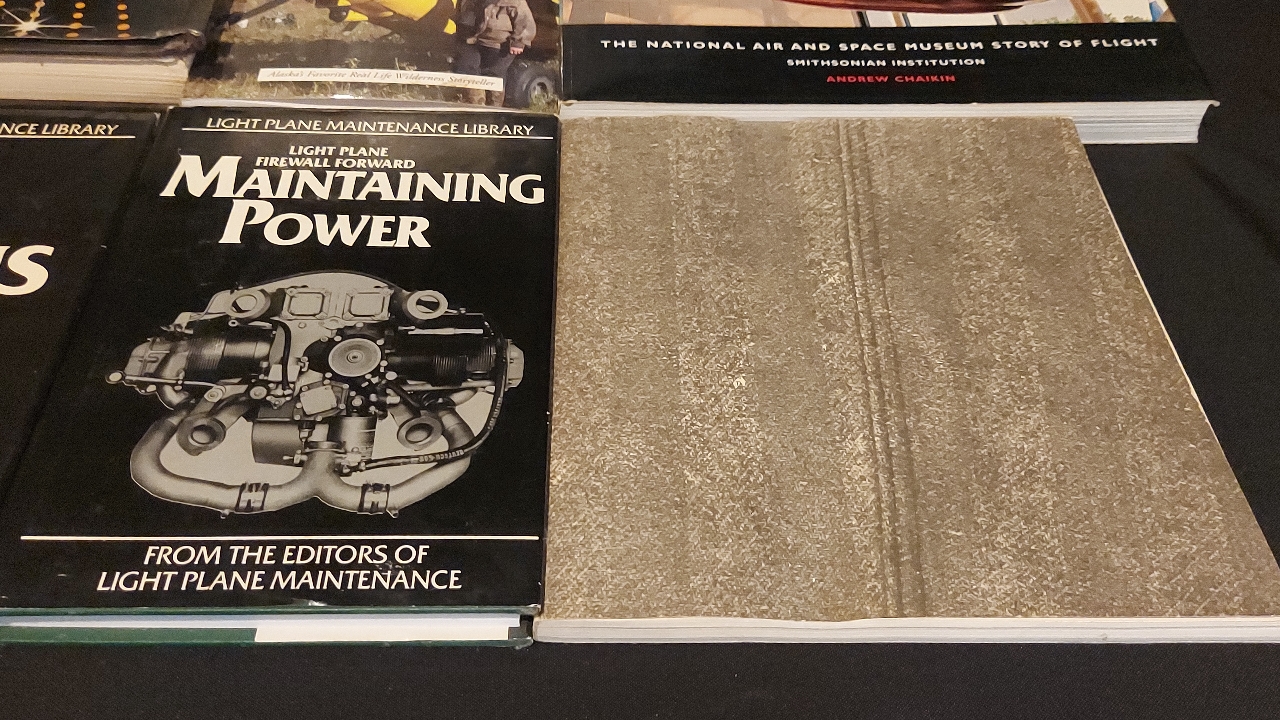 Alaska's Favorite Real Life Wilderness Storyteller
THE NATIONAL AIR AND SPACE MUSEUM STORY OF FLIGHT
SMITHSONIAN INSTITUTION
ANDREW CHAIKIN
NCE LIBRARY
LIGHT PLANE MAINTENANCE LIBRARY
LIGHT PLANE
FIREWALL FORWARD
MAINTAINING
POWER
FROM THE EDITORS OF
LIGHT PLANE MAINTENANCE